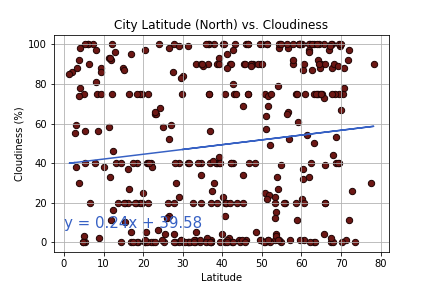 City Latitude (North) vs. Cloudiness
100
80
60
40
20
0
Cloudiness (%)
y = 0.24x + 39.58
0 10 20 30 40 50 60 70 80
Latitude